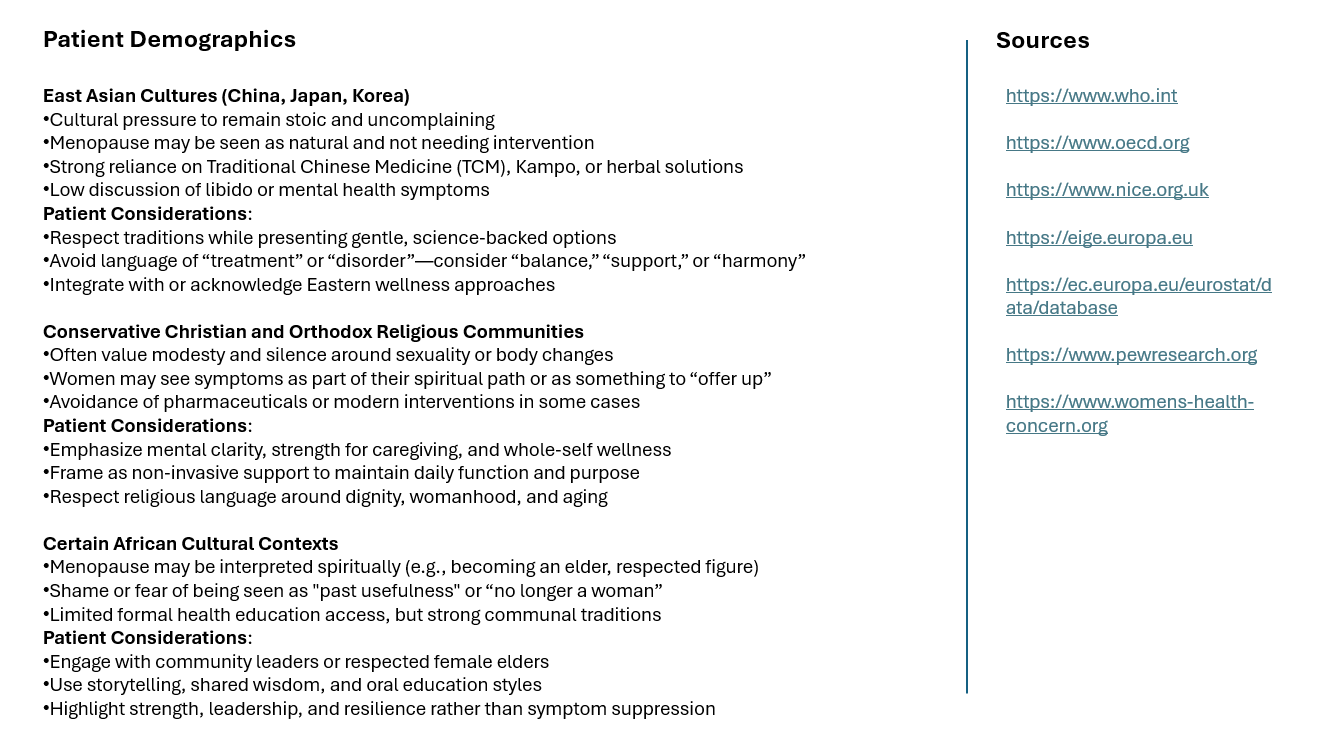 Patient Demographics
East Asian Cultures (China, Japan, Korea)
•Cultural pressure to remain stoic and uncomplaining
•Menopause may be seen as natural and not needing intervention
•Strong reliance on Traditional Chinese Medicine (TCM), Kampo, or herbal solutions
•Low discussion of libido or mental health symptoms
Patient Considerations:
•Respect traditions while presenting gentle, science-backed options
•Avoid language of “treatment” or “disorder”—consider “balance,” “support,” or “harmony”
•Integrate with or acknowledge Eastern wellness approaches
Conservative Christian and Orthodox Religious Communities
•Often value modesty and silence around sexuality or body changes
•Women may see symptoms as part of their spiritual path or as something to “offer up”
•Avoidance of pharmaceuticals or modern interventions in some cases
Patient Considerations:
•Emphasize mental clarity, strength for caregiving, and whole-self wellness
•Frame as non-invasive support to maintain daily function and purpose
•Respect religious language around dignity, womanhood, and aging
Certain African Cultural Contexts
•Menopause may be interpreted spiritually (e.g., becoming an elder, respected figure)
•Shame or fear of being seen as "past usefulness" or “no longer a woman”
•Limited formal health education access, but strong communal traditions
Patient Considerations:
•Engage with community leaders or respected female elders
•Use storytelling, shared wisdom, and oral education styles
•Highlight strength, leadership, and resilience rather than symptom suppression
Sources
https://www.who.int
https://www.oecd.org
https://www.nice.org.uk
https://eige.europa.eu
https://ec.europa.eu/eurostat/d
ata/database
https://www.pewresearch.org
https://www.womens-health-
concern.org